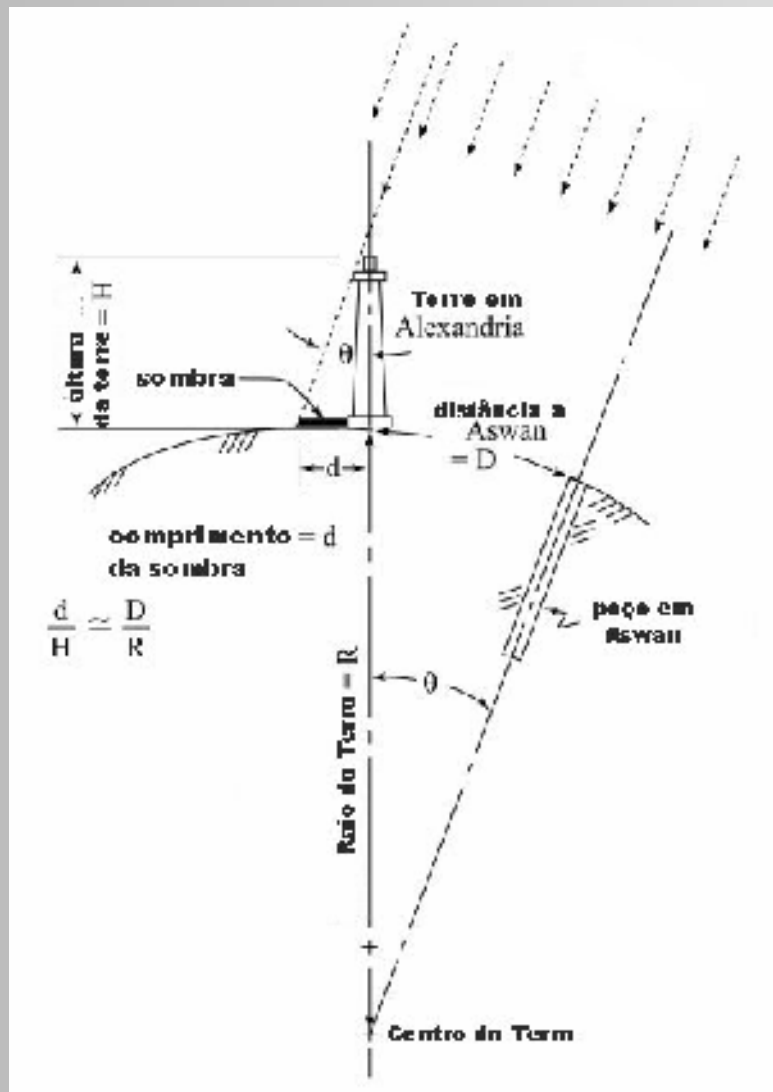 altura
da torre = H
Torre em
Alexandria
θ
sombra
distância a
Aswan
= D
d
comprimento = d
da sombra
d/H ≃ D/R
poço em
Aswan
θ
Raio da Terra = R
Centro da Terra